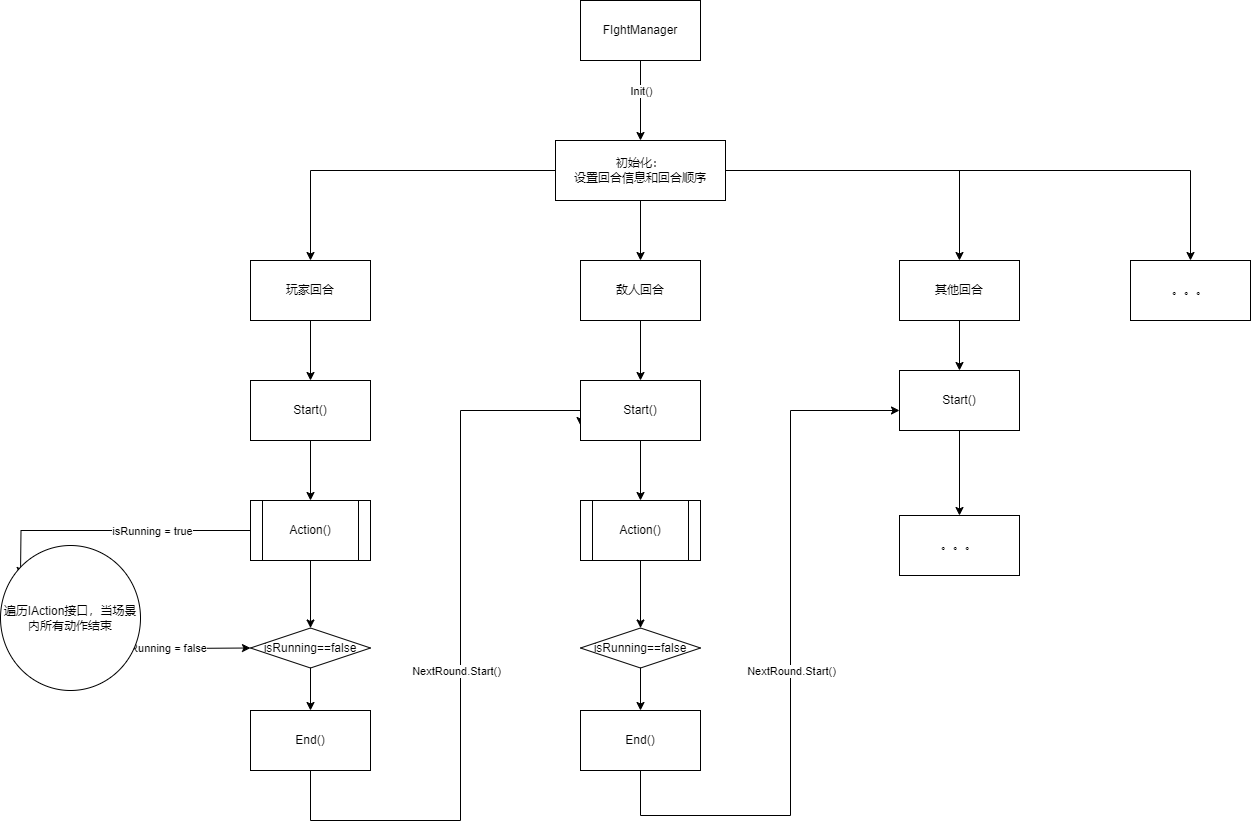 FIghtManager
Init()
初始化：
设置回合信息和回合顺序
玩家回合
敌人回合
其他回合
。。。
Start()
Start()
Start()
isRunning = true
Action()
Action()
。。。
遍历IAction接口，当场景
内所有动作结束
Running = false
isRunning==false
isRunning==false
NextRound.Start()
NextRound.Start()
End()
End()